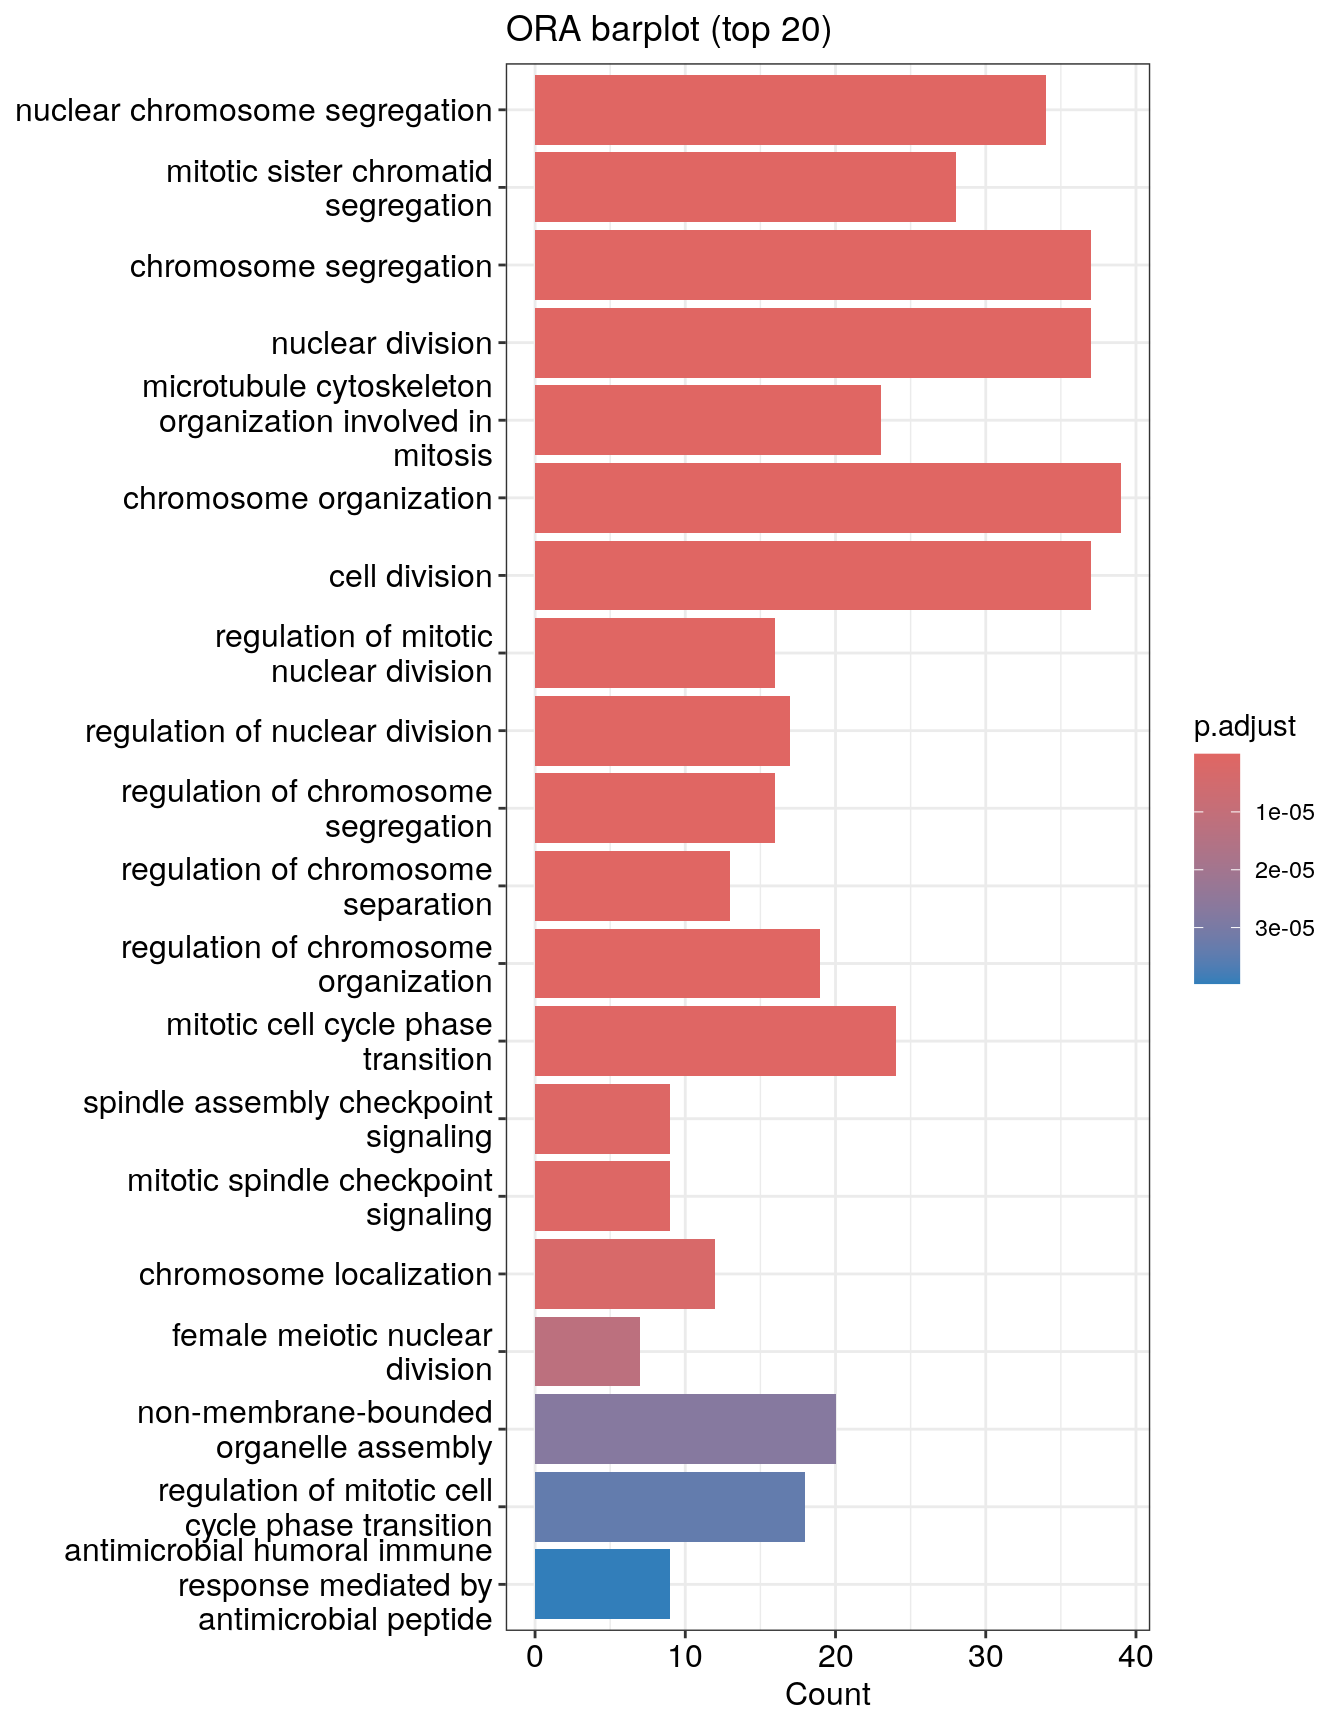 ORA barplot (top 20)
nuclear chromosome segregation
mitotic sister chromatid
segregation
chromosome segregation
nuclear division
microtubule cytoskeleton
organization involved in
mitosis
chromosome organization
cell division
regulation of mitotic
nuclear division
regulation of nuclear division
regulation of chromosome
segregation
regulation of chromosome
separation
regulation of chromosome
organization
mitotic cell cycle phase
transition
spindle assembly checkpoint
signaling
mitotic spindle checkpoint
signaling
chromosome localization
female meiotic nuclear
division
non-membrane-bounded
organelle assembly
regulation of mitotic cell
cycle phase transition
antimicrobial humoral immune
response mediated by
antimicrobial peptide
0 10 20 30 40
Count
p.adjust
1e-05
2e-05
3e-05